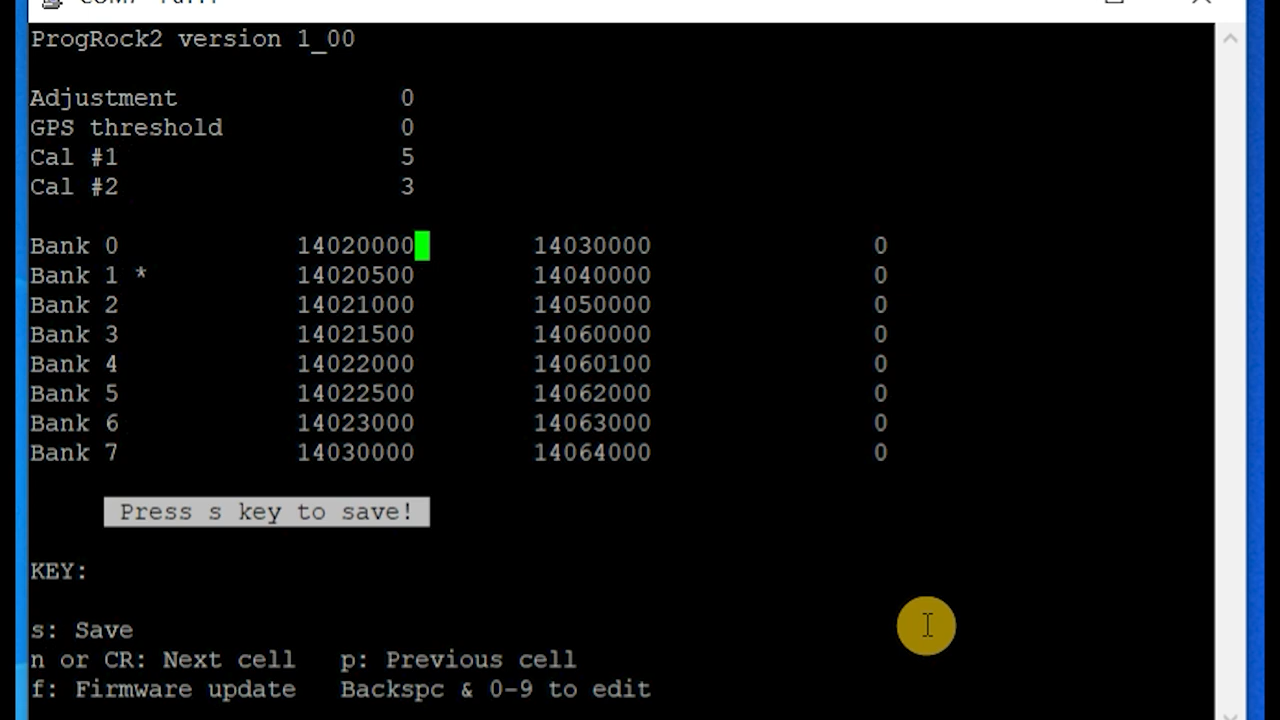 ProgRock2 version 1_00
Adjustment 0
GPS threshold 0
Cal #1 5
Cal #2 3
Bank 0 14020000 14030000 0
Bank 1 * 14020500 14040000 0
Bank 2 14021000 14050000 0
Bank 3 14021500 14060000 0
Bank 4 14022000 14060100 0
Bank 5 14022500 14062000 0
Bank 6 14023000 14063000 0
Bank 7 14030000 14064000 0
Press s key to save!
KEY:
s: Save
n or CR: Next cell p: Previous cell
f: Firmware update Backspc & 0-9 to edit